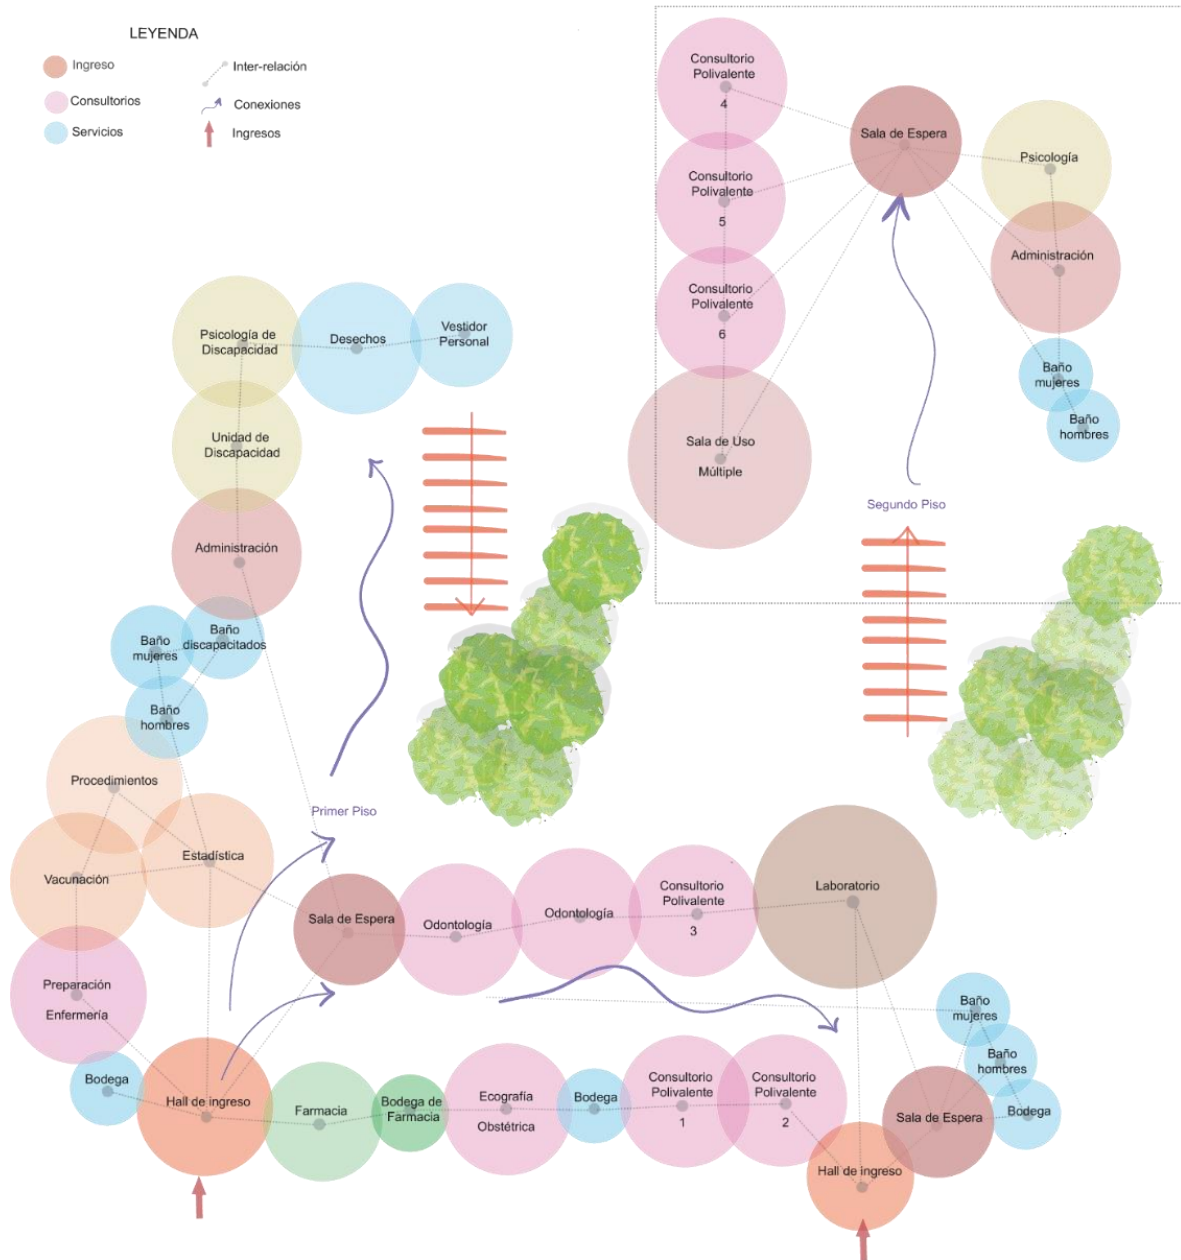 LEYENDA
Ingreso
Consultorios
Servicios
Inter-relación
Conexiones
Ingresos
Consultorio
Polivalente
4
Consultorio
Polivalente
5
Consultorio
Polivalente
6
Sala de Uso
Múltiple
Sala de Espera
Psicología
Administración
Baño
mujeres
Baño
hombres
Segundo Piso
Psicología de
Discapacidad
Desechos
Vestidor
Personal
Unidad de
Discapacidad
Administración
Baño
mujeres
Baño
discapacitados
Baño
hombres
Procedimientos
Estadística
Vacunación
Preparación
Enfermería
Bodega
Hall de ingreso
Primer Piso
Sala de Espera
Odontología
Odontología
Consultorio
Polivalente
3
Laboratorio
Farmacia
Bodega de
Farmacia
Ecografía
Obstétrica
Bodega
Consultorio
Polivalente
1
Consultorio
Polivalente
2
Hall de ingreso
Sala de Espera
Baño
mujeres
Baño
hombres
Bodega